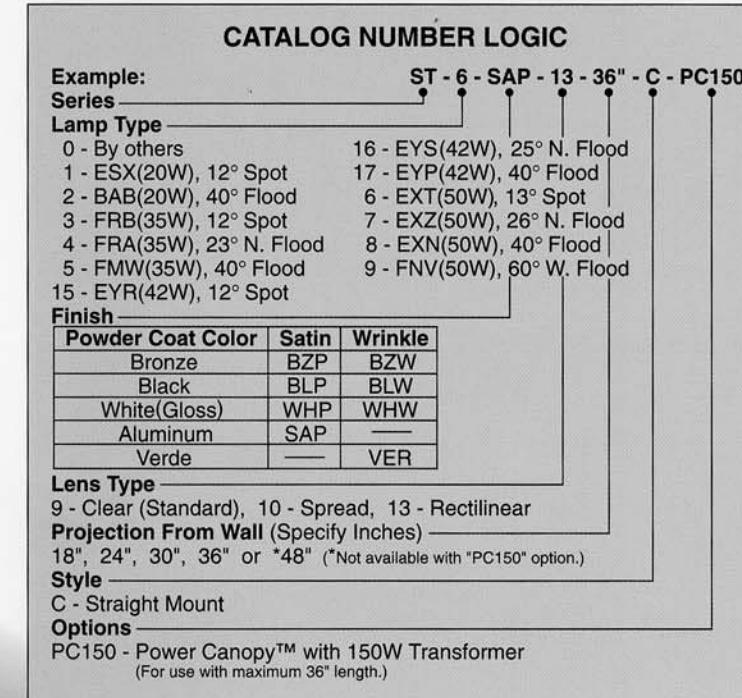 CATALOG NUMBER LOGIC
Example: ST - 6 - SAP - 13 - 36" - C - PC150
Series
Lamp Type
0 - By others 16 - EYS(42W), 25° N. Flood
1 - ESX(20W), 12° Spot 17 - EYP(42W), 40° Flood
2 - BAB(20W), 40° Flood 6 - EXT(50W), 13° Spot
3 - FRB(35W), 12° Spot 7 - EXZ(50W), 26° N. Flood
4 - FRA(35W), 23° N. Flood 8 - EXN(50W), 40° Flood
5 - FMW(35W), 40° Flood 9 - FNV(50W), 60° W. Flood
15 - EYR(42W), 12° Spot
Finish
Powder Coat Color Satin Wrinkle
Bronze BZP BZW
Black BLP BLW
White(Gloss) WHP WHW
Aluminum SAP —
Verde — VER
Lens Type
9 - Clear (Standard), 10 - Spread, 13 - Rectilinear
Projection From Wall (Specify Inches)
18", 24", 30", 36" or *48" (*Not available with "PC150" option.)
Style
C - Straight Mount
Options
PC150 - Power Canopy™ with 150W Transformer
(For use with maximum 36" length.)